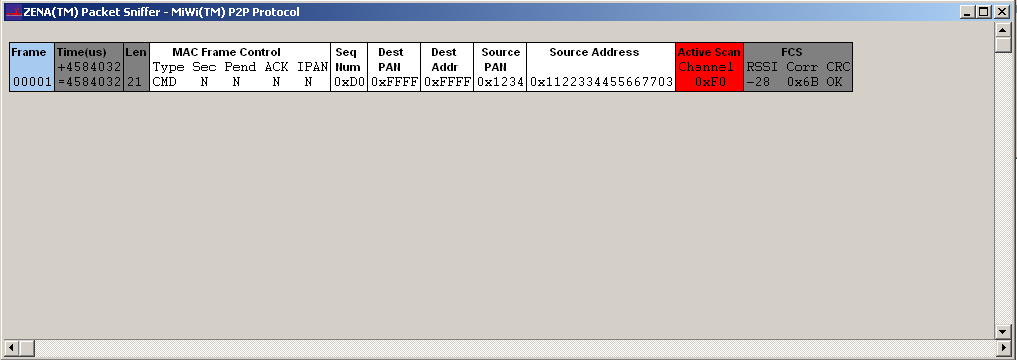 ZENA(TM) Packet Sniffer - MiWi(TM) P2P Protocol
Frame Time(us) Len MAC Frame Control Seq Dest Dest Source Source Address Active Scan FCS
+4584032 Type Sec Pend ACK IPAN Num PAN Addr PAN Channel RSSI Corr CRC
00001 =4584032 21 CMD N N N N 0xD0 0xFFFF 0xFFFF 0x1234 0x1122334455667703 0xF0 -28 0x6B OK